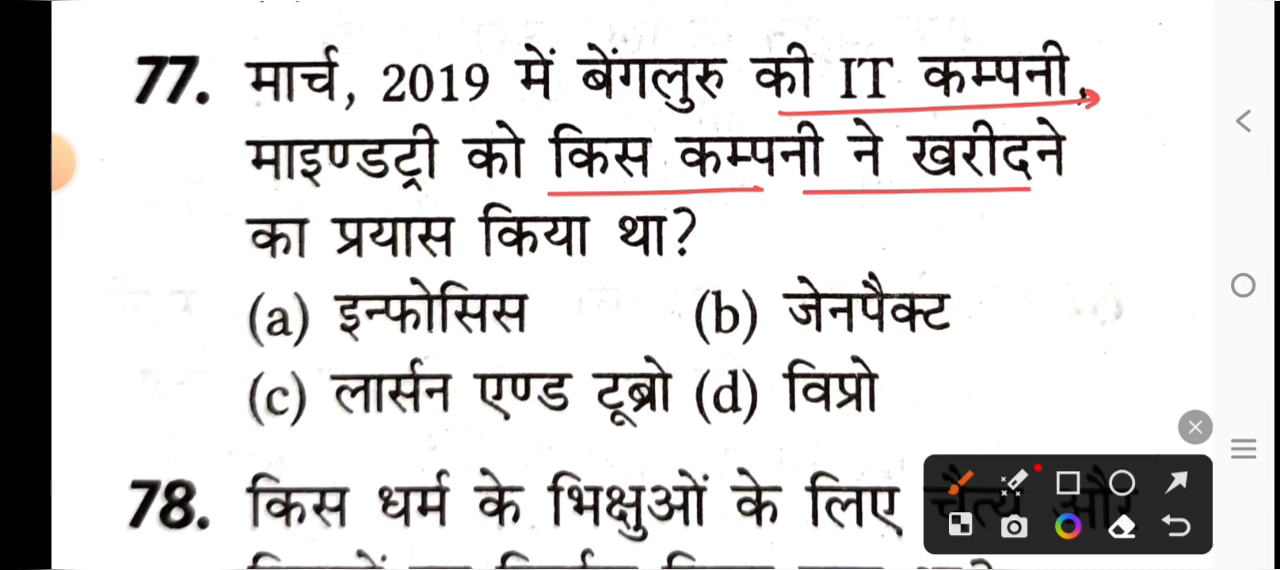 77. मार्च, 2019 में बेंगलुरु की IT कम्पनी,
माइण्डट्री को किस कम्पनी ने खरीदने
का प्रयास किया था?
(a) इन्फोसिस (b) जेनपैक्ट
(c) लार्सन एण्ड टूब्रो (d) विप्रो
78. किस धर्म के भिक्षुओं के लिए चैत्य और